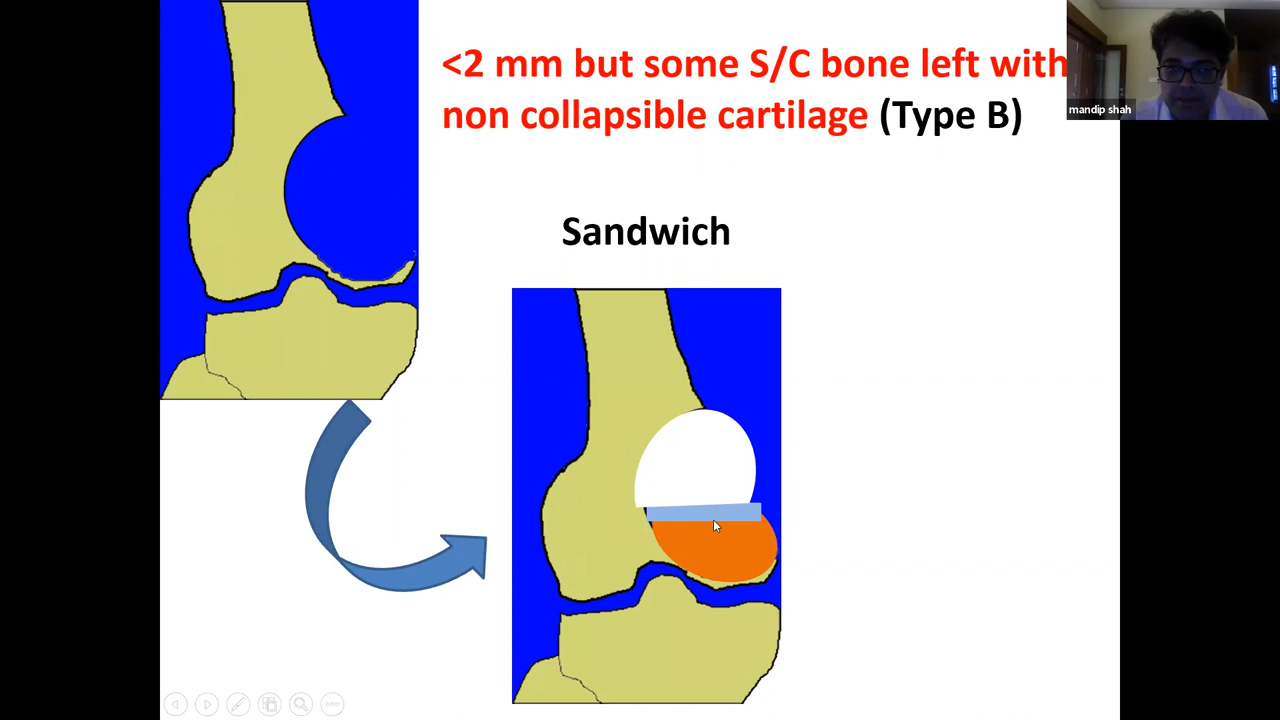 <2 mm but some S/C bone left with
non collapsible cartilage (Type B)
mandip shah
Sandwich